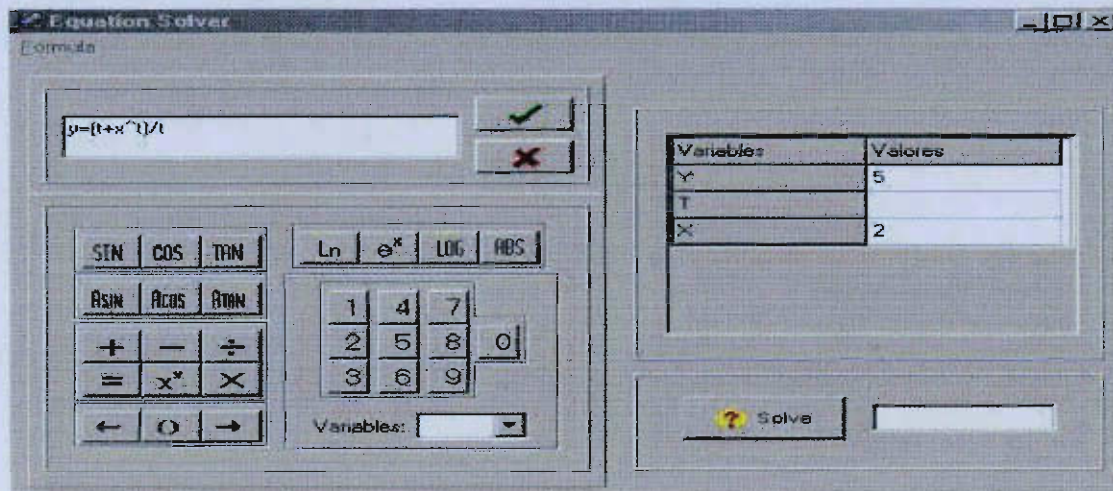 Equation Solver
Formula
y=(t+x^t)/t
Variables Valores
Y 5
T
X 2
SIN COS TAN
Ln e^x LOG ABS
ASIN ACOS ATAN
1 4 7
2 5 8 0
3 6 9
+ − ÷
= x^x ×
← () →
Variables:
? Solve